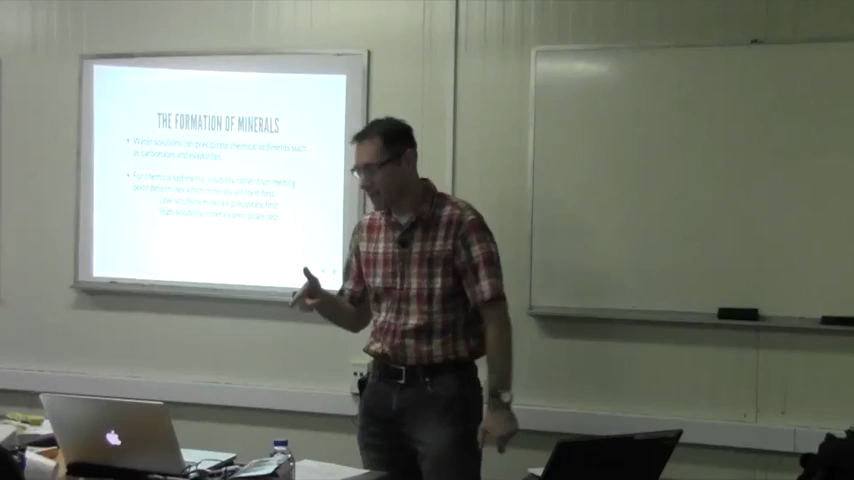 THE FORMATION OF MINERALS
• Water solutions can precipitate chemical sediments such
as carbonates and evaporites.
• For chemical sediments, solubility rather than melting
point determines which minerals will form first.
Low solubility minerals precipitate first
High solubility minerals precipitate last